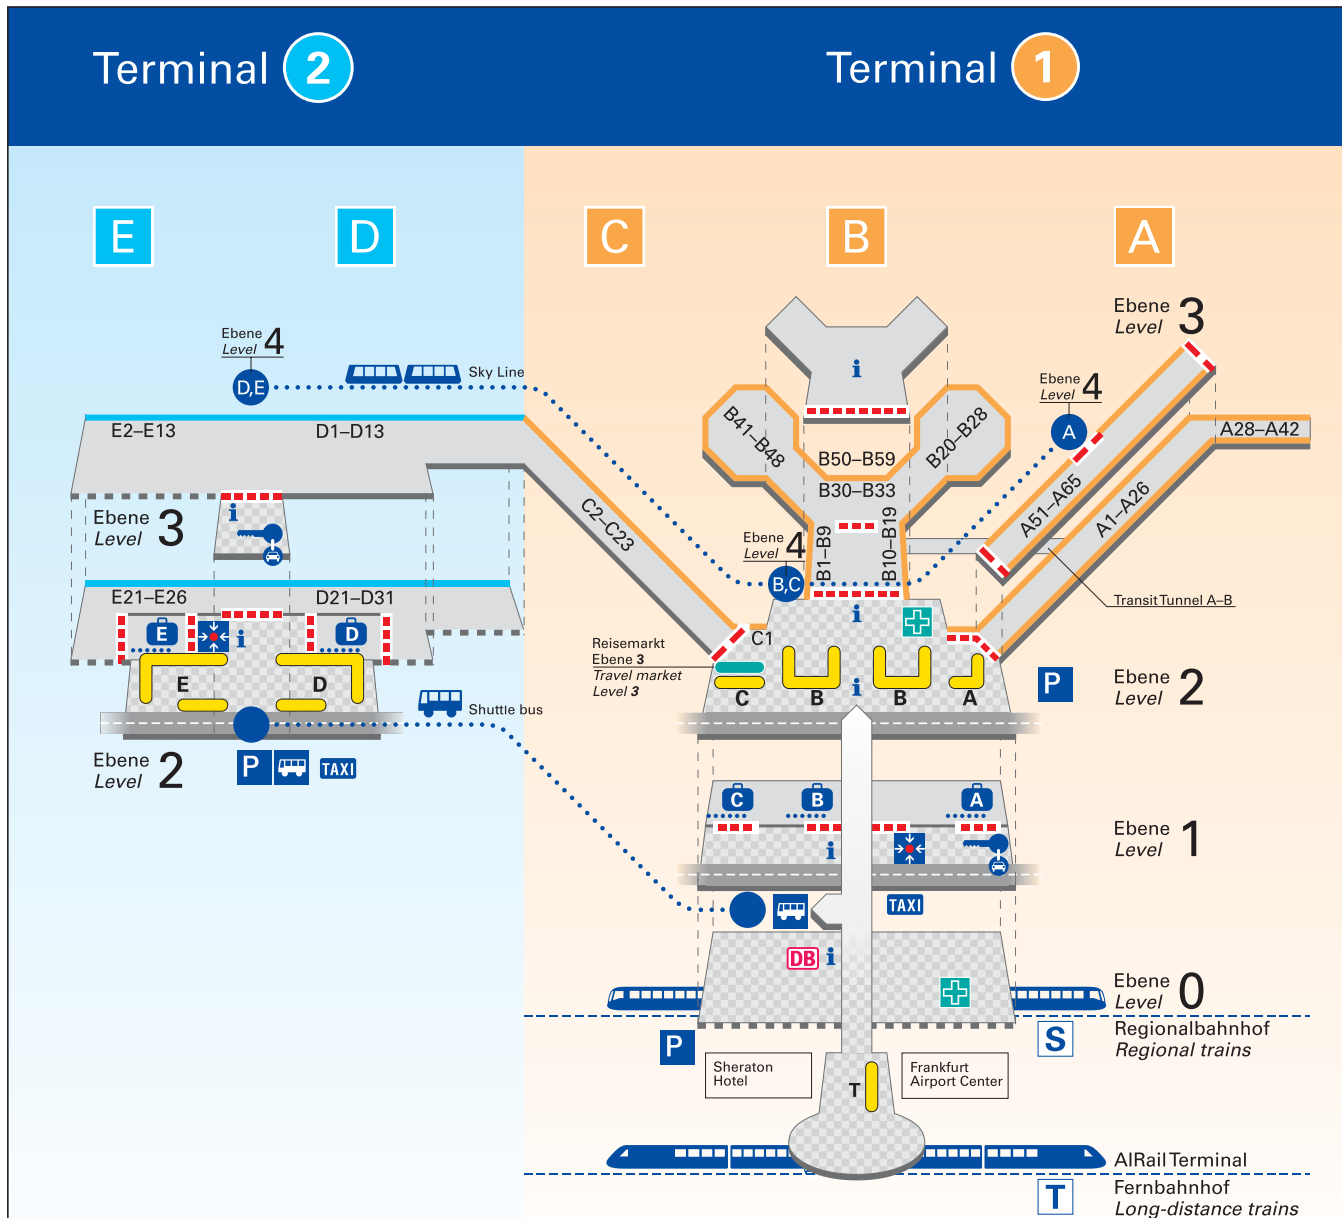 Terminal 2
Terminal 1
E
D
C
B
A
Ebene
Level 4
D,E
Sky Line
E2–E13
D1–D13
Ebene
Level 3
i
E21–E26
D21–D31
E
i
D
E
D
Shuttle bus
Ebene
Level 2
P
TAXI
Ebene
Level 3
i
Ebene
Level 4
A
B41–B48
B50–B59
B20–B28
B30–B33
A28–A42
A51–A65
A1–A26
C2–C23
B1–B9
B10–B19
Ebene
Level 4
B,C
Transit Tunnel A–B
i
C1
Reisemarkt
Ebene 3
Travel market
Level 3
i
C
B
B
A
P
Ebene
Level 2
C
B
A
i
Ebene
Level 1
TAXI
DB
i
Ebene
Level 0
P
S
Regionalbahnhof
Regional trains
Sheraton
Hotel
Frankfurt
Airport Center
T
AIRail Terminal
T
Fernbahnhof
Long-distance trains